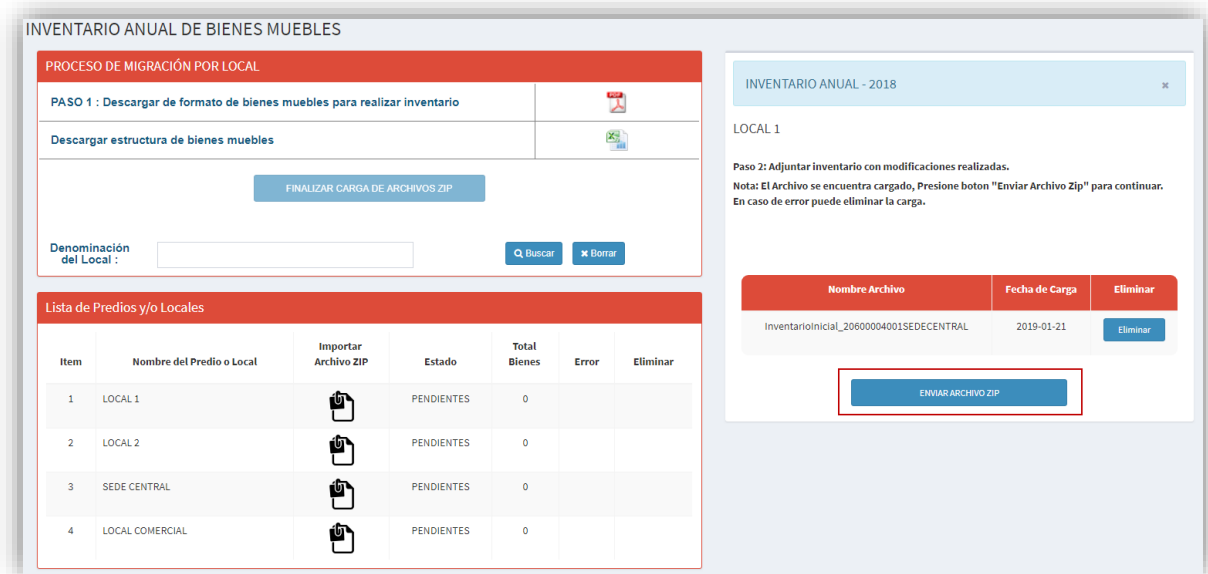 INVENTARIO ANUAL DE BIENES MUEBLES
PROCESO DE MIGRACIÓN POR LOCAL
PASO 1 : Descargar de formato de bienes muebles para realizar inventario
PDF
Descargar estructura de bienes muebles
FINALIZAR CARGA DE ARCHIVOS ZIP
Denominación
del Local :
Buscar
Borrar
Lista de Predios y/o Locales
Item Nombre del Predio o Local Importar Archivo ZIP Estado Total Bienes Error Eliminar
1 LOCAL 1 PENDIENTES 0
2 LOCAL 2 PENDIENTES 0
3 SEDE CENTRAL PENDIENTES 0
4 LOCAL COMERCIAL PENDIENTES 0
INVENTARIO ANUAL - 2018 ×
LOCAL 1
Paso 2: Adjuntar inventario con modificaciones realizadas.
Nota: El Archivo se encuentra cargado, Presione boton "Enviar Archivo Zip" para continuar.
En caso de error puede eliminar la carga.
Nombre Archivo Fecha de Carga Eliminar
InventarioInicial_20600004001SEDECENTRAL 2019-01-21 Eliminar
ENVIAR ARCHIVO ZIP